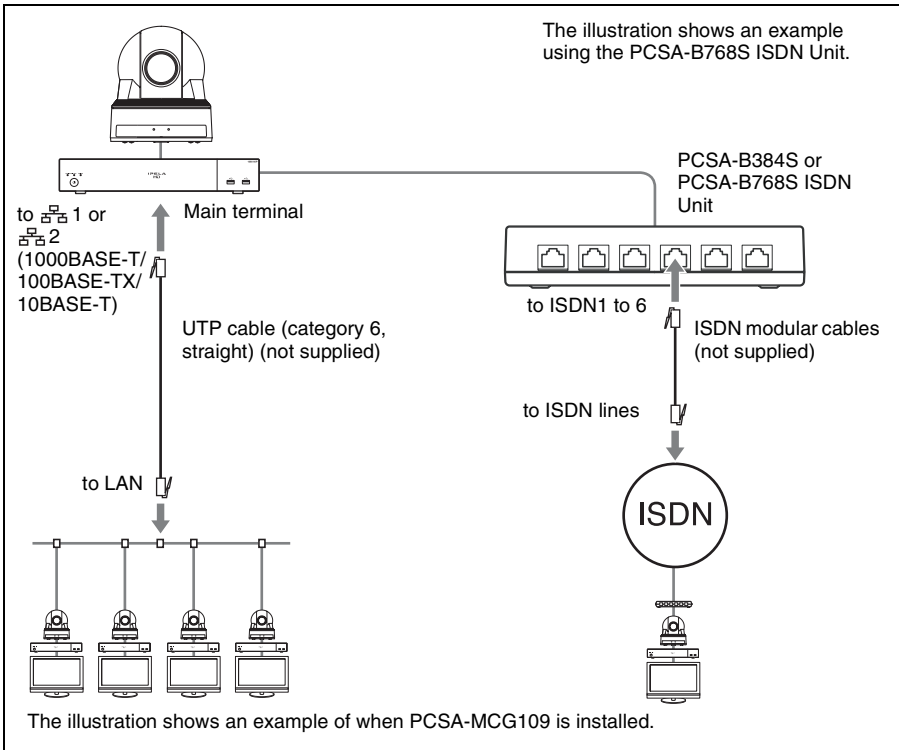 The illustration shows an example
using the PCSA-B768S ISDN Unit.
IPELA
PCSA-B384S or
PCSA-B768S ISDN
Unit
Main terminal
to 1 or
2
(1000BASE-T/
100BASE-TX/
10BASE-T)
to ISDN1 to 6
UTP cable (category 6,
straight) (not supplied)
ISDN modular cables
(not supplied)
to ISDN lines
to LAN
ISDN
The illustration shows an example of when PCSA-MCG109 is installed.